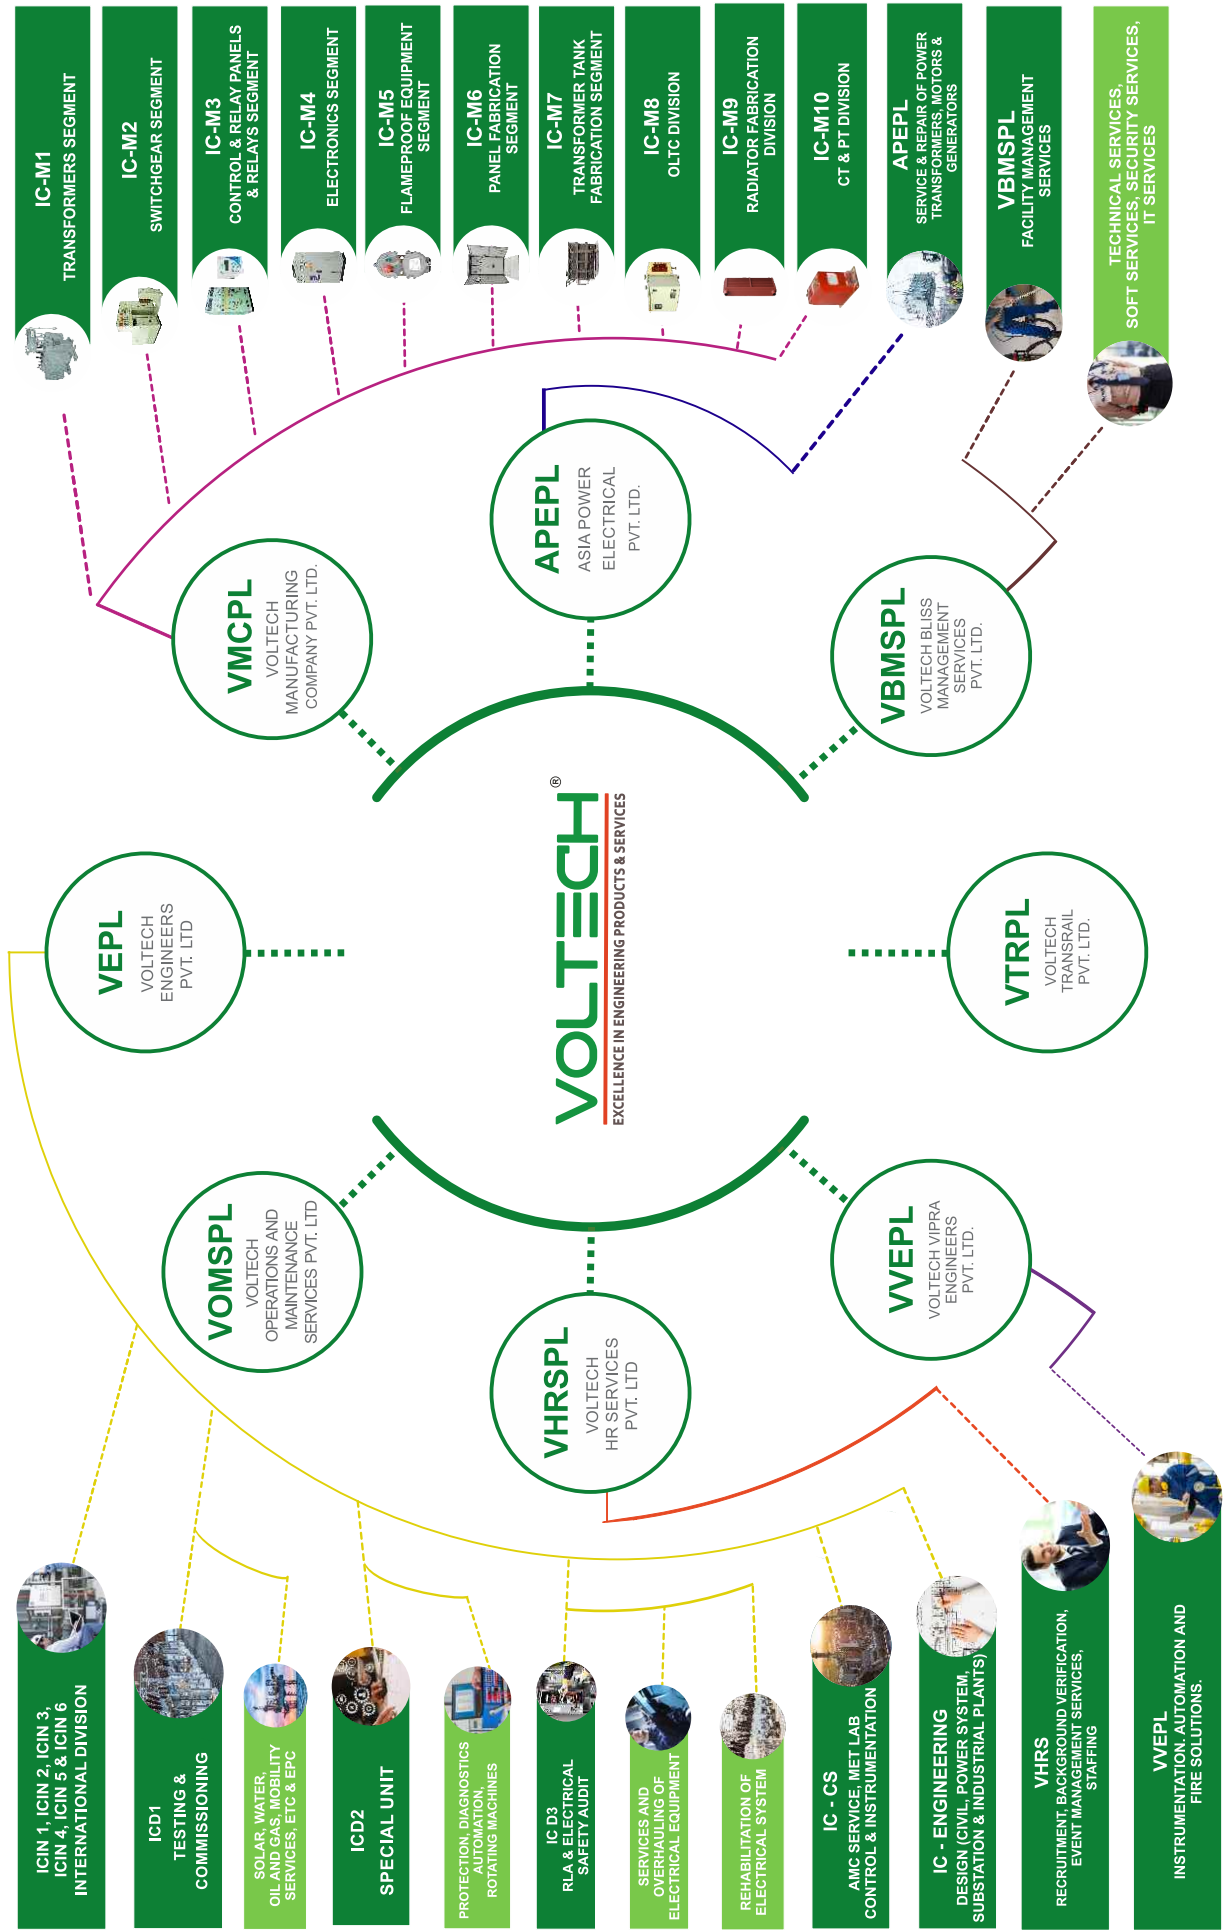 ICIN 1, ICIN 2, ICIN 3,
ICIN 4, ICIN 5 & ICIN 6
INTERNATIONAL DIVISION
ICD1
TESTING &
COMMISSIONING
SOLAR, WATER,
OIL AND GAS, MOBILITY
SERVICES, ETC & EPC
ICD2
SPECIAL UNIT
PROTECTION, DIAGNOSTICS
AUTOMATION,
ROTATING MACHINES
IC D3
RLA & ELECTRICAL
SAFETY AUDIT
SERVICES AND
OVERHAULING OF
ELECTRICAL EQUIPMENT
REHABILITATION OF
ELECTRICAL SYSTEM
IC - CS
AMC SERVICE, MET LAB
CONTROL & INSTRUMENTATION
IC - ENGINEERING
DESIGN (CIVIL, POWER SYSTEM,
SUBSTATION & INDUSTRIAL PLANTS)
VHRS
RECRUITMENT, BACKGROUND VERIFICATION,
EVENT MANAGEMENT SERVICES,
STAFFING
VVEPL
INSTRUMENTATION, AUTOMATION AND
FIRE SOLUTIONS.
VEPL
VOLTECH
ENGINEERS
PVT. LTD
VOMSPL
VOLTECH
OPERATIONS AND
MAINTENANCE
SERVICES PVT. LTD
VHRSPL
VOLTECH
HR SERVICES
PVT. LTD
VVEPL
VOLTECH VIPRA
ENGINEERS
PVT. LTD.
VOLTECH®
EXCELLENCE IN ENGINEERING PRODUCTS & SERVICES
VTRPL
VOLTECH
TRANSRAIL
PVT. LTD.
VMCPL
VOLTECH
MANUFACTURING
COMPANY PVT. LTD.
APEPL
ASIA POWER
ELECTRICAL
PVT. LTD.
VBMSPL
VOLTECH BLISS
MANAGEMENT
SERVICES
PVT. LTD.
IC-M1
TRANSFORMERS SEGMENT
IC-M2
SWITCHGEAR SEGMENT
IC-M3
CONTROL & RELAY PANELS
& RELAYS SEGMENT
IC-M4
ELECTRONICS SEGMENT
IC-M5
FLAMEPROOF EQUIPMENT
SEGMENT
IC-M6
PANEL FABRICATION
SEGMENT
IC-M7
TRANSFORMER TANK
FABRICATION SEGMENT
IC-M8
OLTC DIVISION
IC-M9
RADIATOR FABRICATION
DIVISION
IC-M10
CT & PT DIVISION
APEPL
SERVICE & REPAIR OF POWER
TRANSFORMERS, MOTORS &
GENERATORS
VBMSPL
FACILITY MANAGEMENT
SERVICES
TECHNICAL SERVICES,
SOFT SERVICES, SECURITY SERVICES,
IT SERVICES